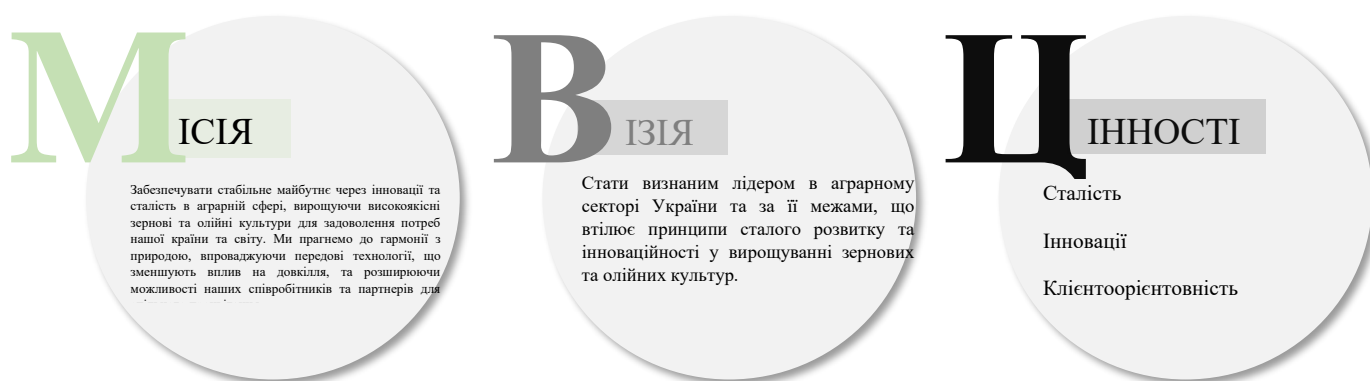 МІСІЯ
Забезпечувати стабільне майбутнє через інновації та
сталість в аграрній сфері, вирощуючи високоякісні
зернові та олійні культури для задоволення потреб
нашої країни та світу. Ми прагнемо до гармонії з
природою, впроваджуючи передові технології, що
зменшують вплив на довкілля, та розширюючи
можливості наших співробітників та партнерів для
ВІЗІЯ
Стати визнаним лідером в аграрному
секторі України та за її межами, що
втілює принципи сталого розвитку та
інноваційності у вирощуванні зернових
та олійних культур.
ЦІННОСТІ
Сталість
Інновації
Клієнтоорієнтовність